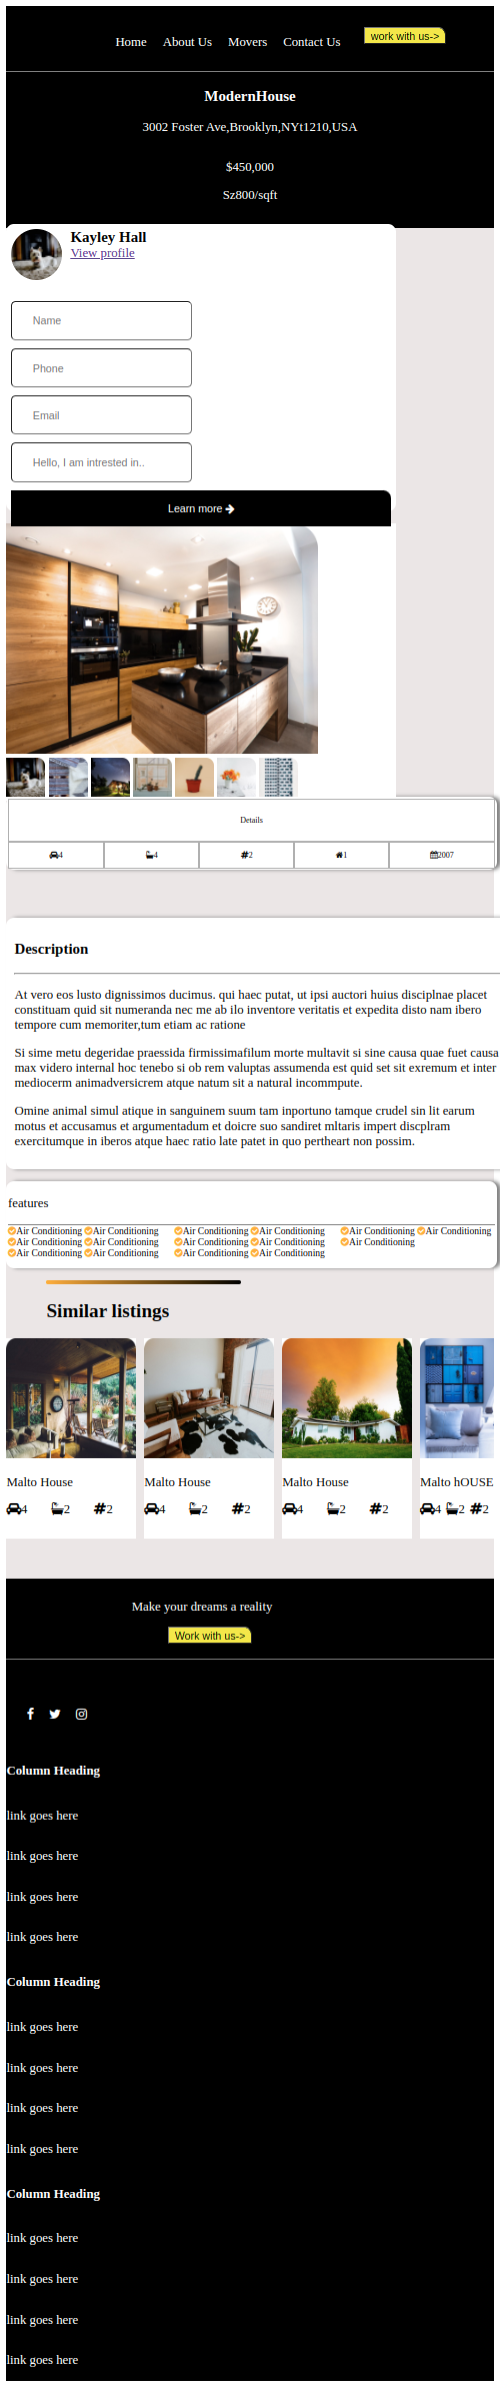 Home About Us Movers Contact Us work with us->
ModernHouse
3002 Foster Ave,Brooklyn,NYt1210,USA
$450,000
Sz800/sqft
Kayley Hall
View profile
Name
Phone
Email
Hello, I am intrested in..
Learn more
Details
4 4 2 1 2007
Description
At vero eos lusto dignissimos ducimus. qui haec putat, ut ipsi auctori huius disciplnae placet
constituam quid sit numeranda nec me ab ilo inventore veritatis et expedita disto nam ibero
tempore cum memoriter,tum etiam ac ratione
Si sime metu degeridae praessida firmissimafilum morte multavit si sine causa quae fuet causa
max videro internal hoc tenebo si ob rem valuptas assumenda est quid set sit exremum et inter
mediocerm animadversicrem atque natum sit a natural incommpute.
Omine animal simul atique in sanguinem suum tam inportuno tamque crudel sin lit earum
motus et accusamus et argumentadum et doicre suo sandiret mltaris impert discplram
exercitumque in iberos atque haec ratio late patet in quo pertheart non possim.
features
Air Conditioning Air Conditioning Air Conditioning Air Conditioning Air Conditioning Air Conditioning
Air Conditioning Air Conditioning Air Conditioning Air Conditioning Air Conditioning
Air Conditioning Air Conditioning Air Conditioning Air Conditioning
Similar listings
Malto House Malto House Malto House Malto hOUSE
4 2 #2 4 2 #2 4 2 #2 4 2 #2
Make your dreams a reality
Work with us->
Column Heading
link goes here
link goes here
link goes here
link goes here
Column Heading
link goes here
link goes here
link goes here
link goes here
Column Heading
link goes here
link goes here
link goes here
link goes here